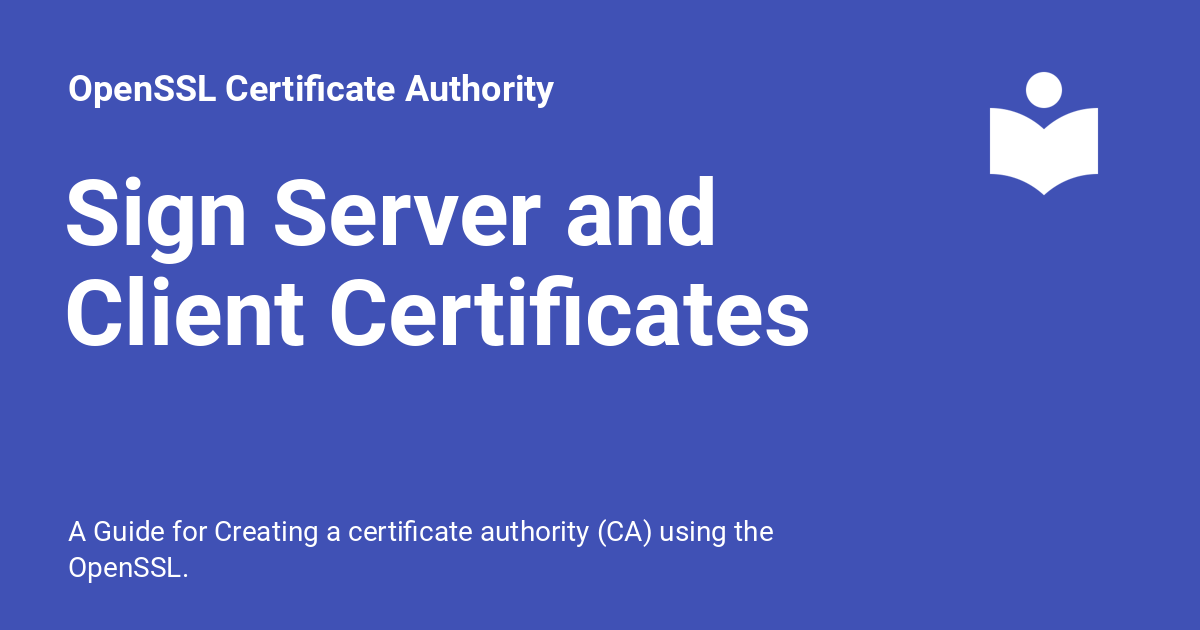 OpenSSL Certificate Authority
Sign Server and
Client Certificates
A Guide for Creating a certificate authority (CA) using the
OpenSSL.